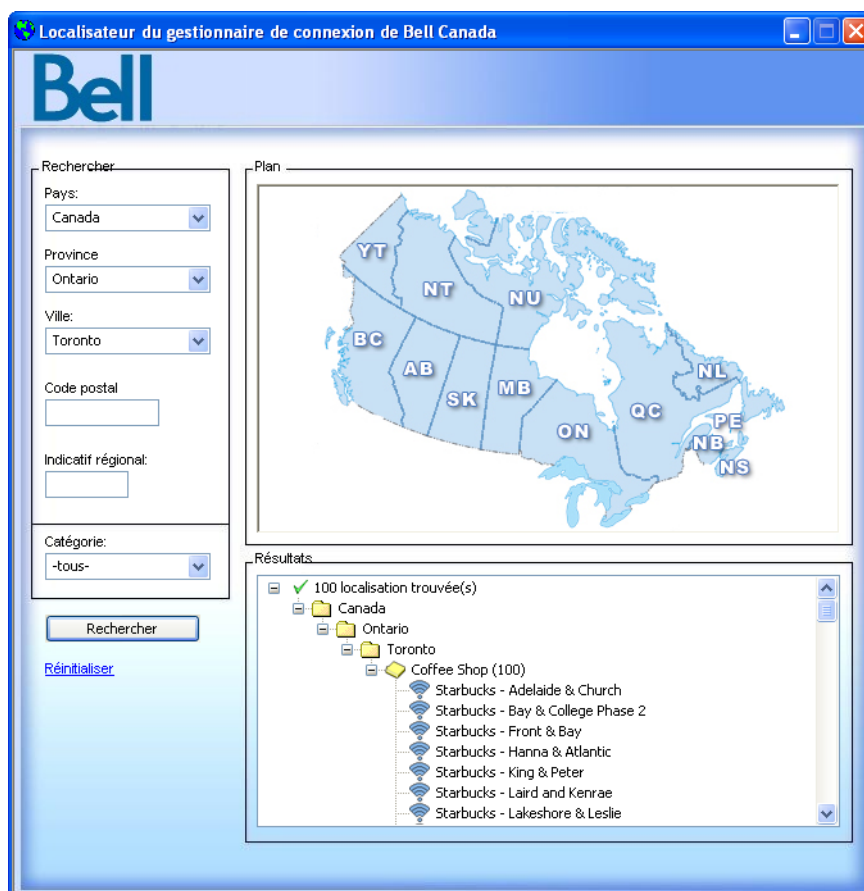 Localisateur du gestionnaire de connexion de Bell Canada
Bell
Rechercher
Pays:
Canada
Province
Ontario
Ville:
Toronto
Code postal
Indicatif régional:
Catégorie:
-tous-
Rechercher
Réinitialiser
Plan
YT
NT
NU
BC
AB
SK
MB
ON
QC
NL
PE
NB
NS
Résultats
100 localisation trouvée(s)
Canada
Ontario
Toronto
Coffee Shop (100)
Starbucks - Adelaide & Church
Starbucks - Bay & College Phase 2
Starbucks - Front & Bay
Starbucks - Hanna & Atlantic
Starbucks - King & Peter
Starbucks - Laird and Kenrae
Starbucks - Lakeshore & Leslie